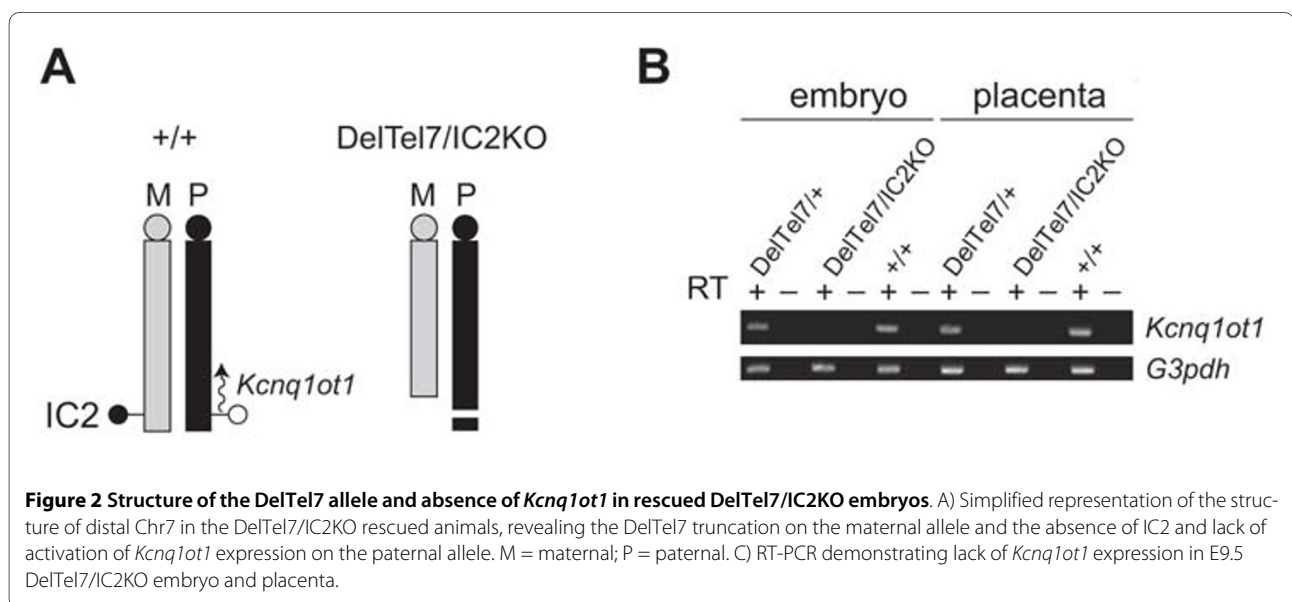 A
+/+
DelTel7/IC2KO
M P
M P
Kcnq1ot1
IC2
B
embryo placenta
DelTel7/+ DelTel7/IC2KO +/+ DelTel7/+ DelTel7/IC2KO +/+
RT + – + – + – + – + – + –
Kcnq1ot1
G3pdh
Figure 2 Structure of the DelTel7 allele and absence of Kcnq1ot1 in rescued DelTel7/IC2KO embryos. A) Simplified representation of the struc-
ture of distal Chr7 in the DelTel7/IC2KO rescued animals, revealing the DelTel7 truncation on the maternal allele and the absence of IC2 and lack of
activation of Kcnq1ot1 expression on the paternal allele. M = maternal; P = paternal. C) RT-PCR demonstrating lack of Kcnq1ot1 expression in E9.5
DelTel7/IC2KO embryo and placenta.